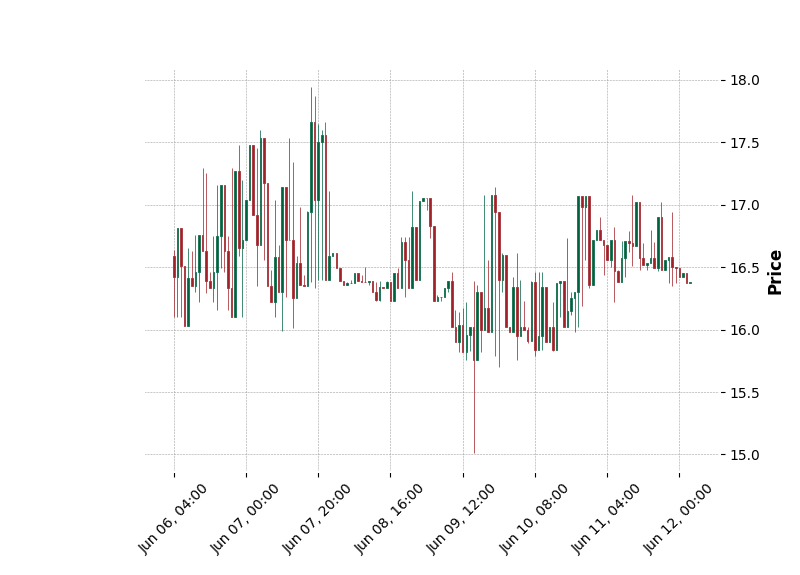 18.0
17.5
17.0
16.5
16.0
15.5
15.0
Price
Jun 06, 04:00
Jun 07, 00:00
Jun 07, 20:00
Jun 08, 16:00
Jun 09, 12:00
Jun 10, 08:00
Jun 11, 04:00
Jun 12, 00:00